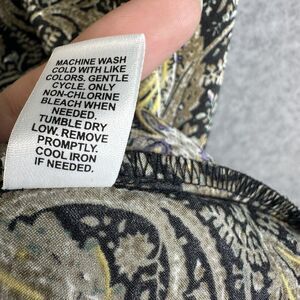 MACHINE WASH
COLD WITH LIKE
COLORS. GENTLE
CYCLE. ONLY
NON-CHLORINE
BLEACH WHEN
NEEDED.
TUMBLE DRY
LOW. REMOVE
PROMPTLY.
COOL IRON
IF NEEDED.